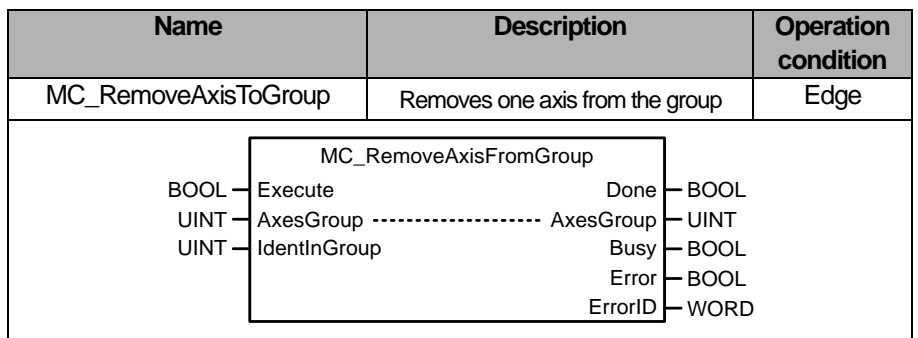 Name Description Operation condition
MC_RemoveAxisToGroup Removes one axis from the group Edge
MC_RemoveAxisFromGroup
BOOL Execute Done BOOL
UINT AxesGroup AxesGroup UINT
UINT IdentInGroup Busy BOOL
Error BOOL
ErrorID WORD